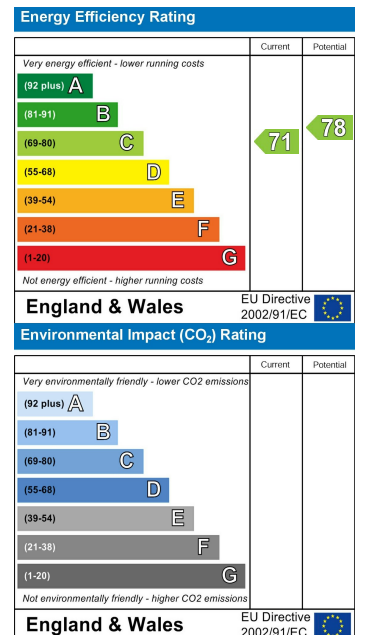 Energy Efficiency Rating
Current Potential
Very energy efficient - lower running costs
(92 plus) A
(81-91) B
(69-80) C
71 78
(55-68) D
(39-54) E
(21-38) F
(1-20) G
Not energy efficient - higher running costs
England & Wales
EU Directive
2002/91/EC
Environmental Impact (CO₂) Rating
Current Potential
Very environmentally friendly - lower CO2 emissions
(92 plus) A
(81-91) B
(69-80) C
(55-68) D
(39-54) E
(21-38) F
(1-20) G
Not environmentally friendly - higher CO2 emissions
England & Wales
EU Directive
2002/91/EC